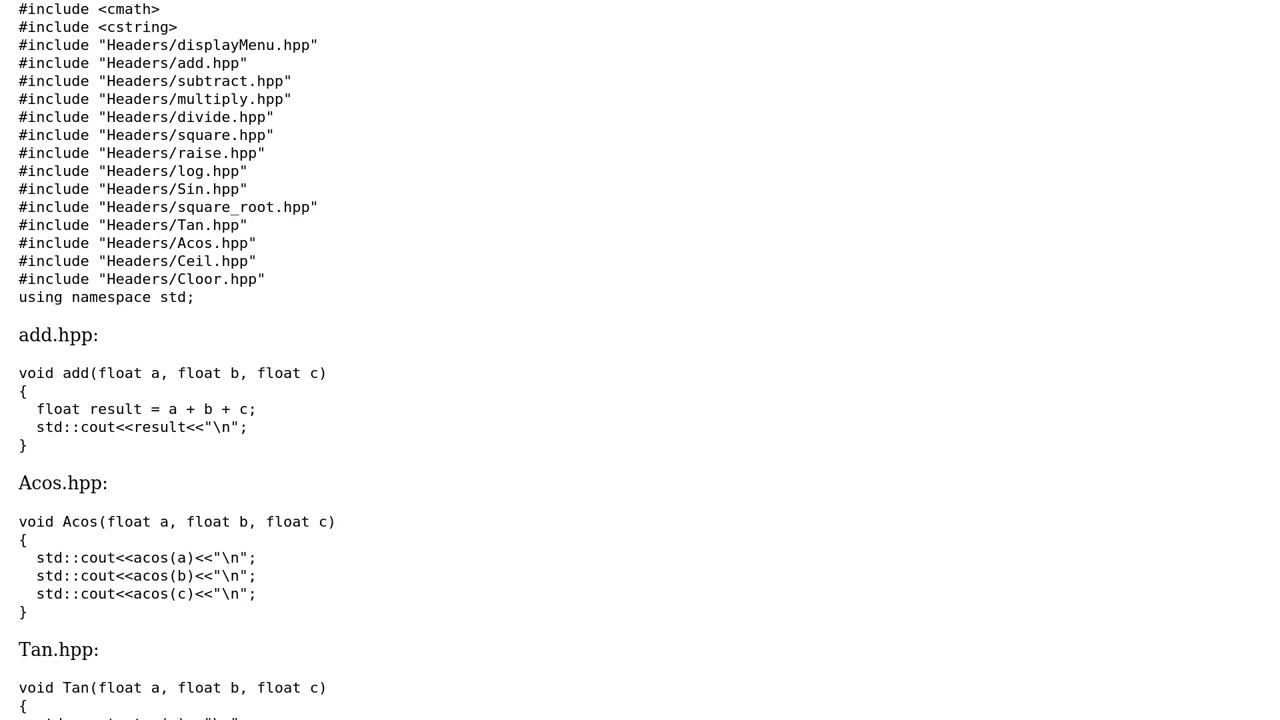 #include <cmath>
#include <cstring>
#include "Headers/displayMenu.hpp"
#include "Headers/add.hpp"
#include "Headers/subtract.hpp"
#include "Headers/multiply.hpp"
#include "Headers/divide.hpp"
#include "Headers/square.hpp"
#include "Headers/raise.hpp"
#include "Headers/log.hpp"
#include "Headers/Sin.hpp"
#include "Headers/square_root.hpp"
#include "Headers/Tan.hpp"
#include "Headers/Acos.hpp"
#include "Headers/Ceil.hpp"
#include "Headers/Cloor.hpp"
using namespace std;
add.hpp:
void add(float a, float b, float c)
{
  float result = a + b + c;
  std::cout<<result<<"\n";
}
Acos.hpp:
void Acos(float a, float b, float c)
{
  std::cout<<acos(a)<<"\n";
  std::cout<<acos(b)<<"\n";
  std::cout<<acos(c)<<"\n";
}
Tan.hpp:
void Tan(float a, float b, float c)
{